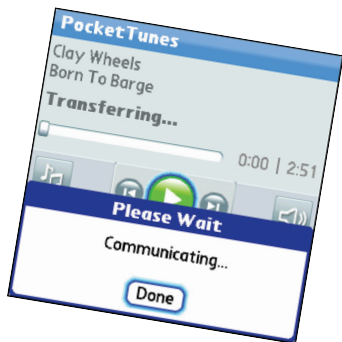 PocketTunes
Clay Wheels
Born To Barge
Transferring...
0:00 | 2:51
Please Wait
Communicating...
Done